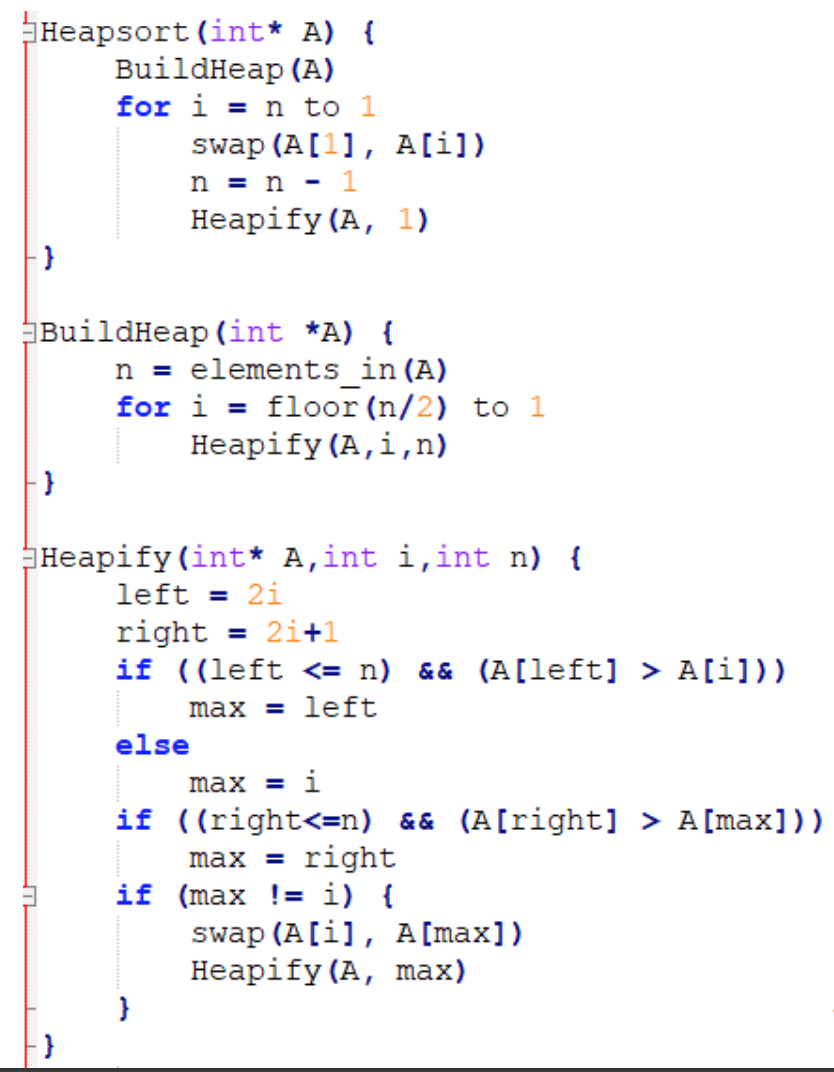 Heapsort(int* A) {
    BuildHeap(A)
    for i = n to 1
        swap(A[1], A[i])
        n = n - 1
        Heapify(A, 1)
}

BuildHeap(int *A) {
    n = elements_in(A)
    for i = floor(n/2) to 1
        Heapify(A,i,n)
}

Heapify(int* A,int i,int n) {
    left = 2i
    right = 2i+1
    if ((left <= n) && (A[left] > A[i]))
        max = left
    else
        max = i
    if ((right<=n) && (A[right] > A[max]))
        max = right
    if (max != i) {
        swap(A[i], A[max])
        Heapify(A, max)
    }
}